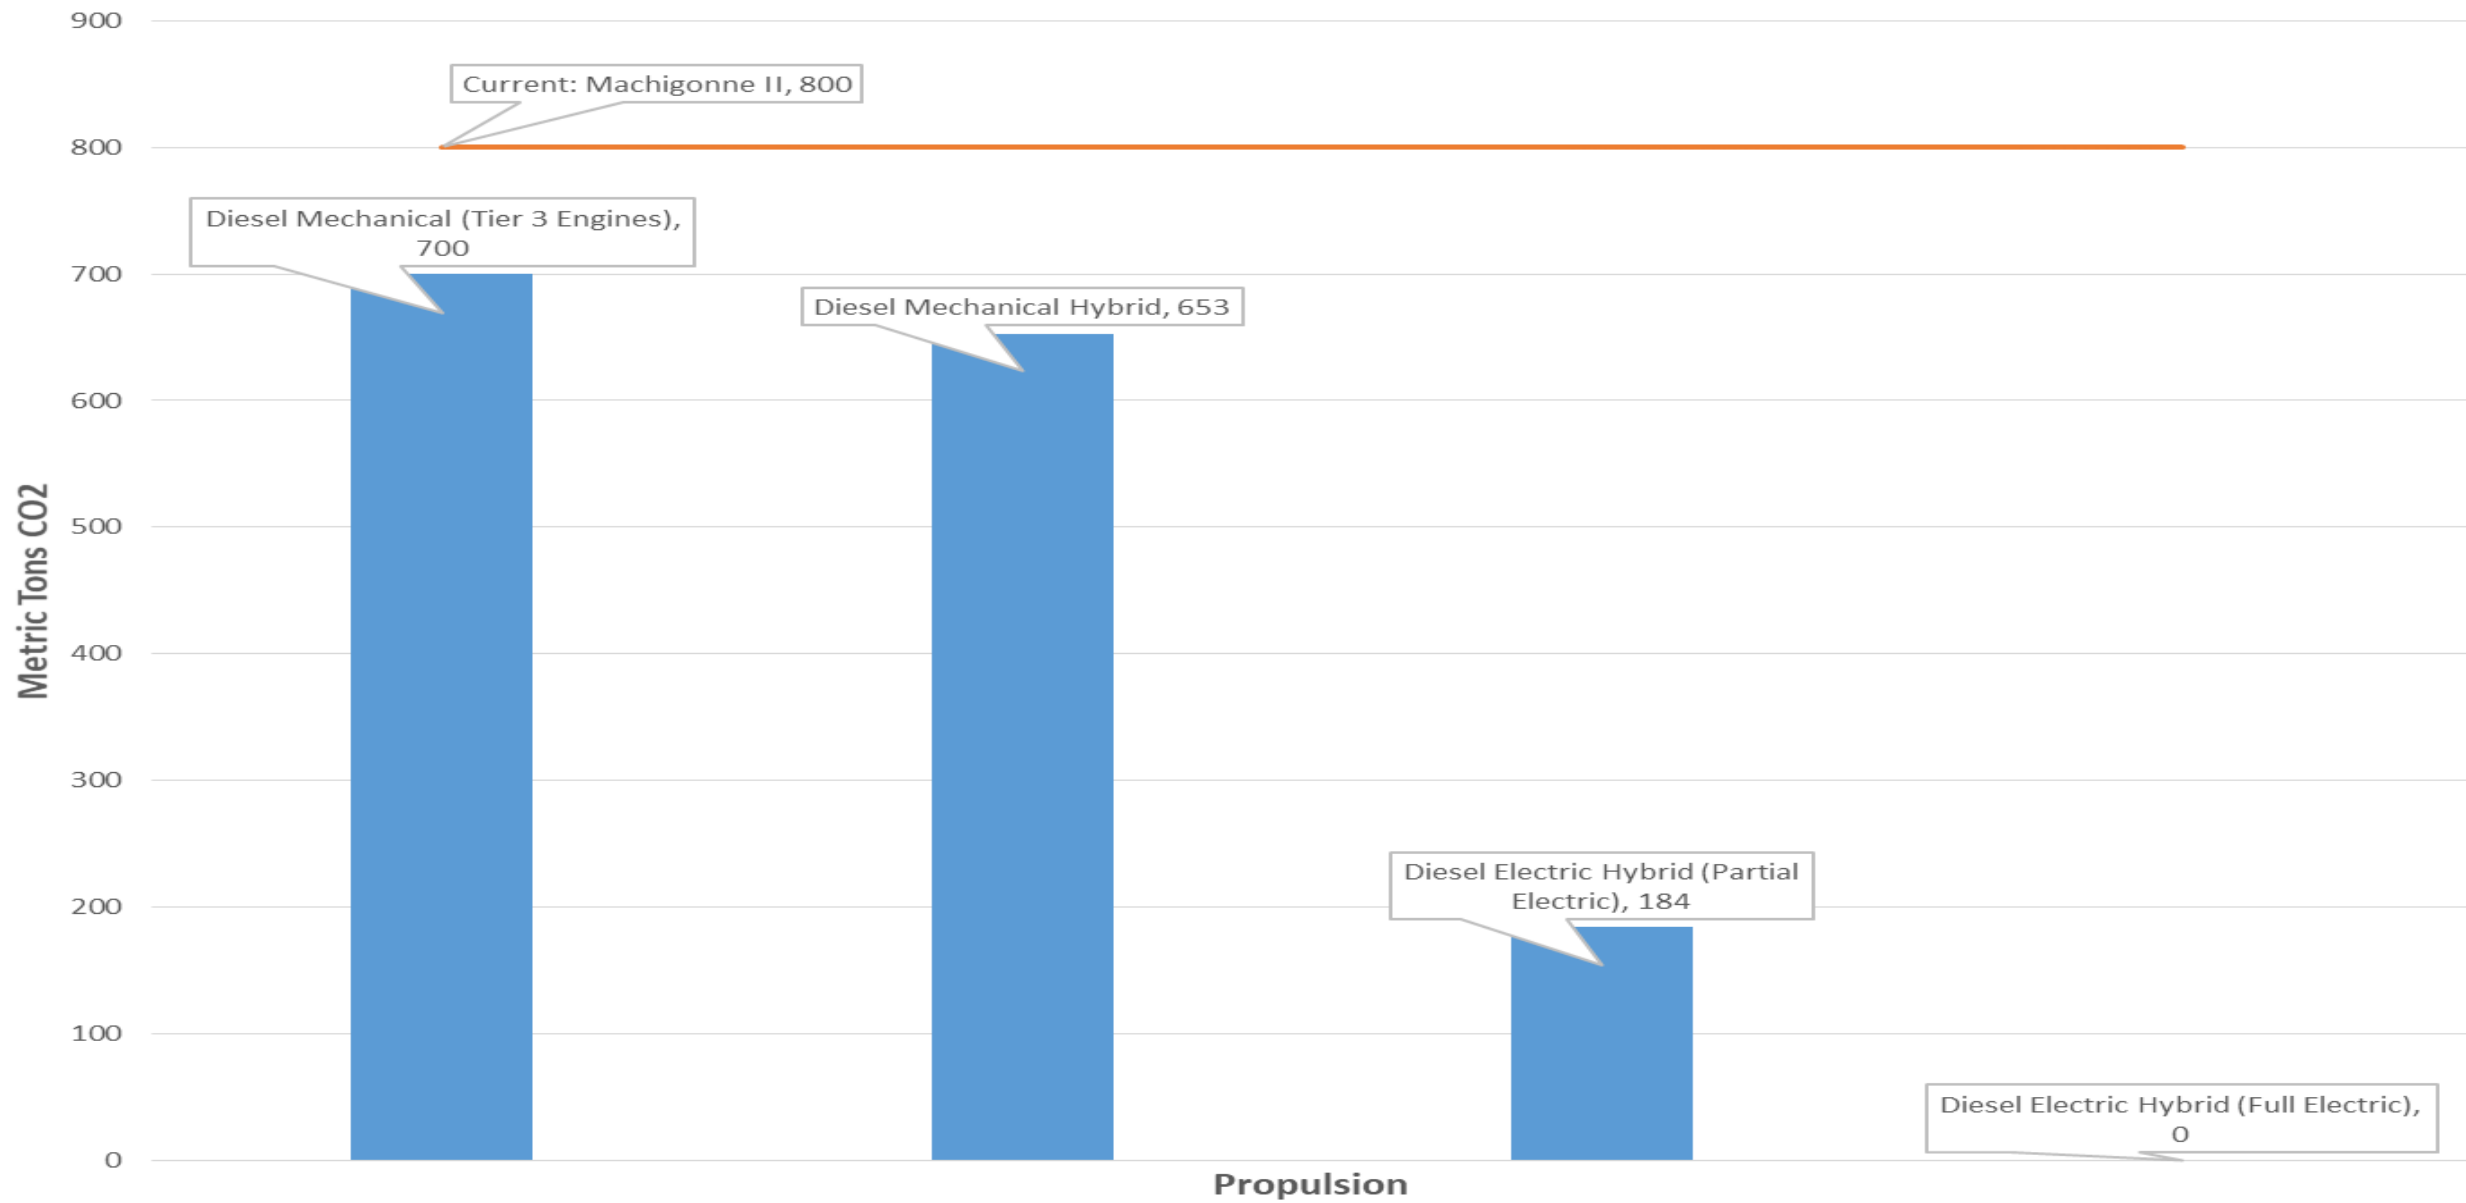 900
Current: Machigonne II, 800
800
Diesel Mechanical (Tier 3 Engines),
700
700
Diesel Mechanical Hybrid, 653
600
Metric Tons CO2
500
400
300
Diesel Electric Hybrid (Partial
Electric), 184
200
100
Diesel Electric Hybrid (Full Electric),
0
0
Propulsion